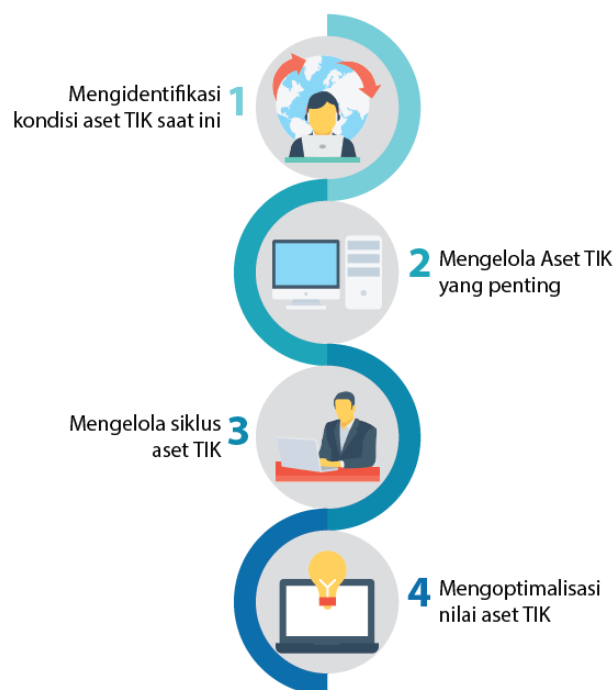 Mengidentifikasi
kondisi aset TIK saat ini
1
2
Mengelola Aset TIK
yang penting
Mengelola siklus
aset TIK
3
4
Mengoptimalisasi
nilai aset TIK